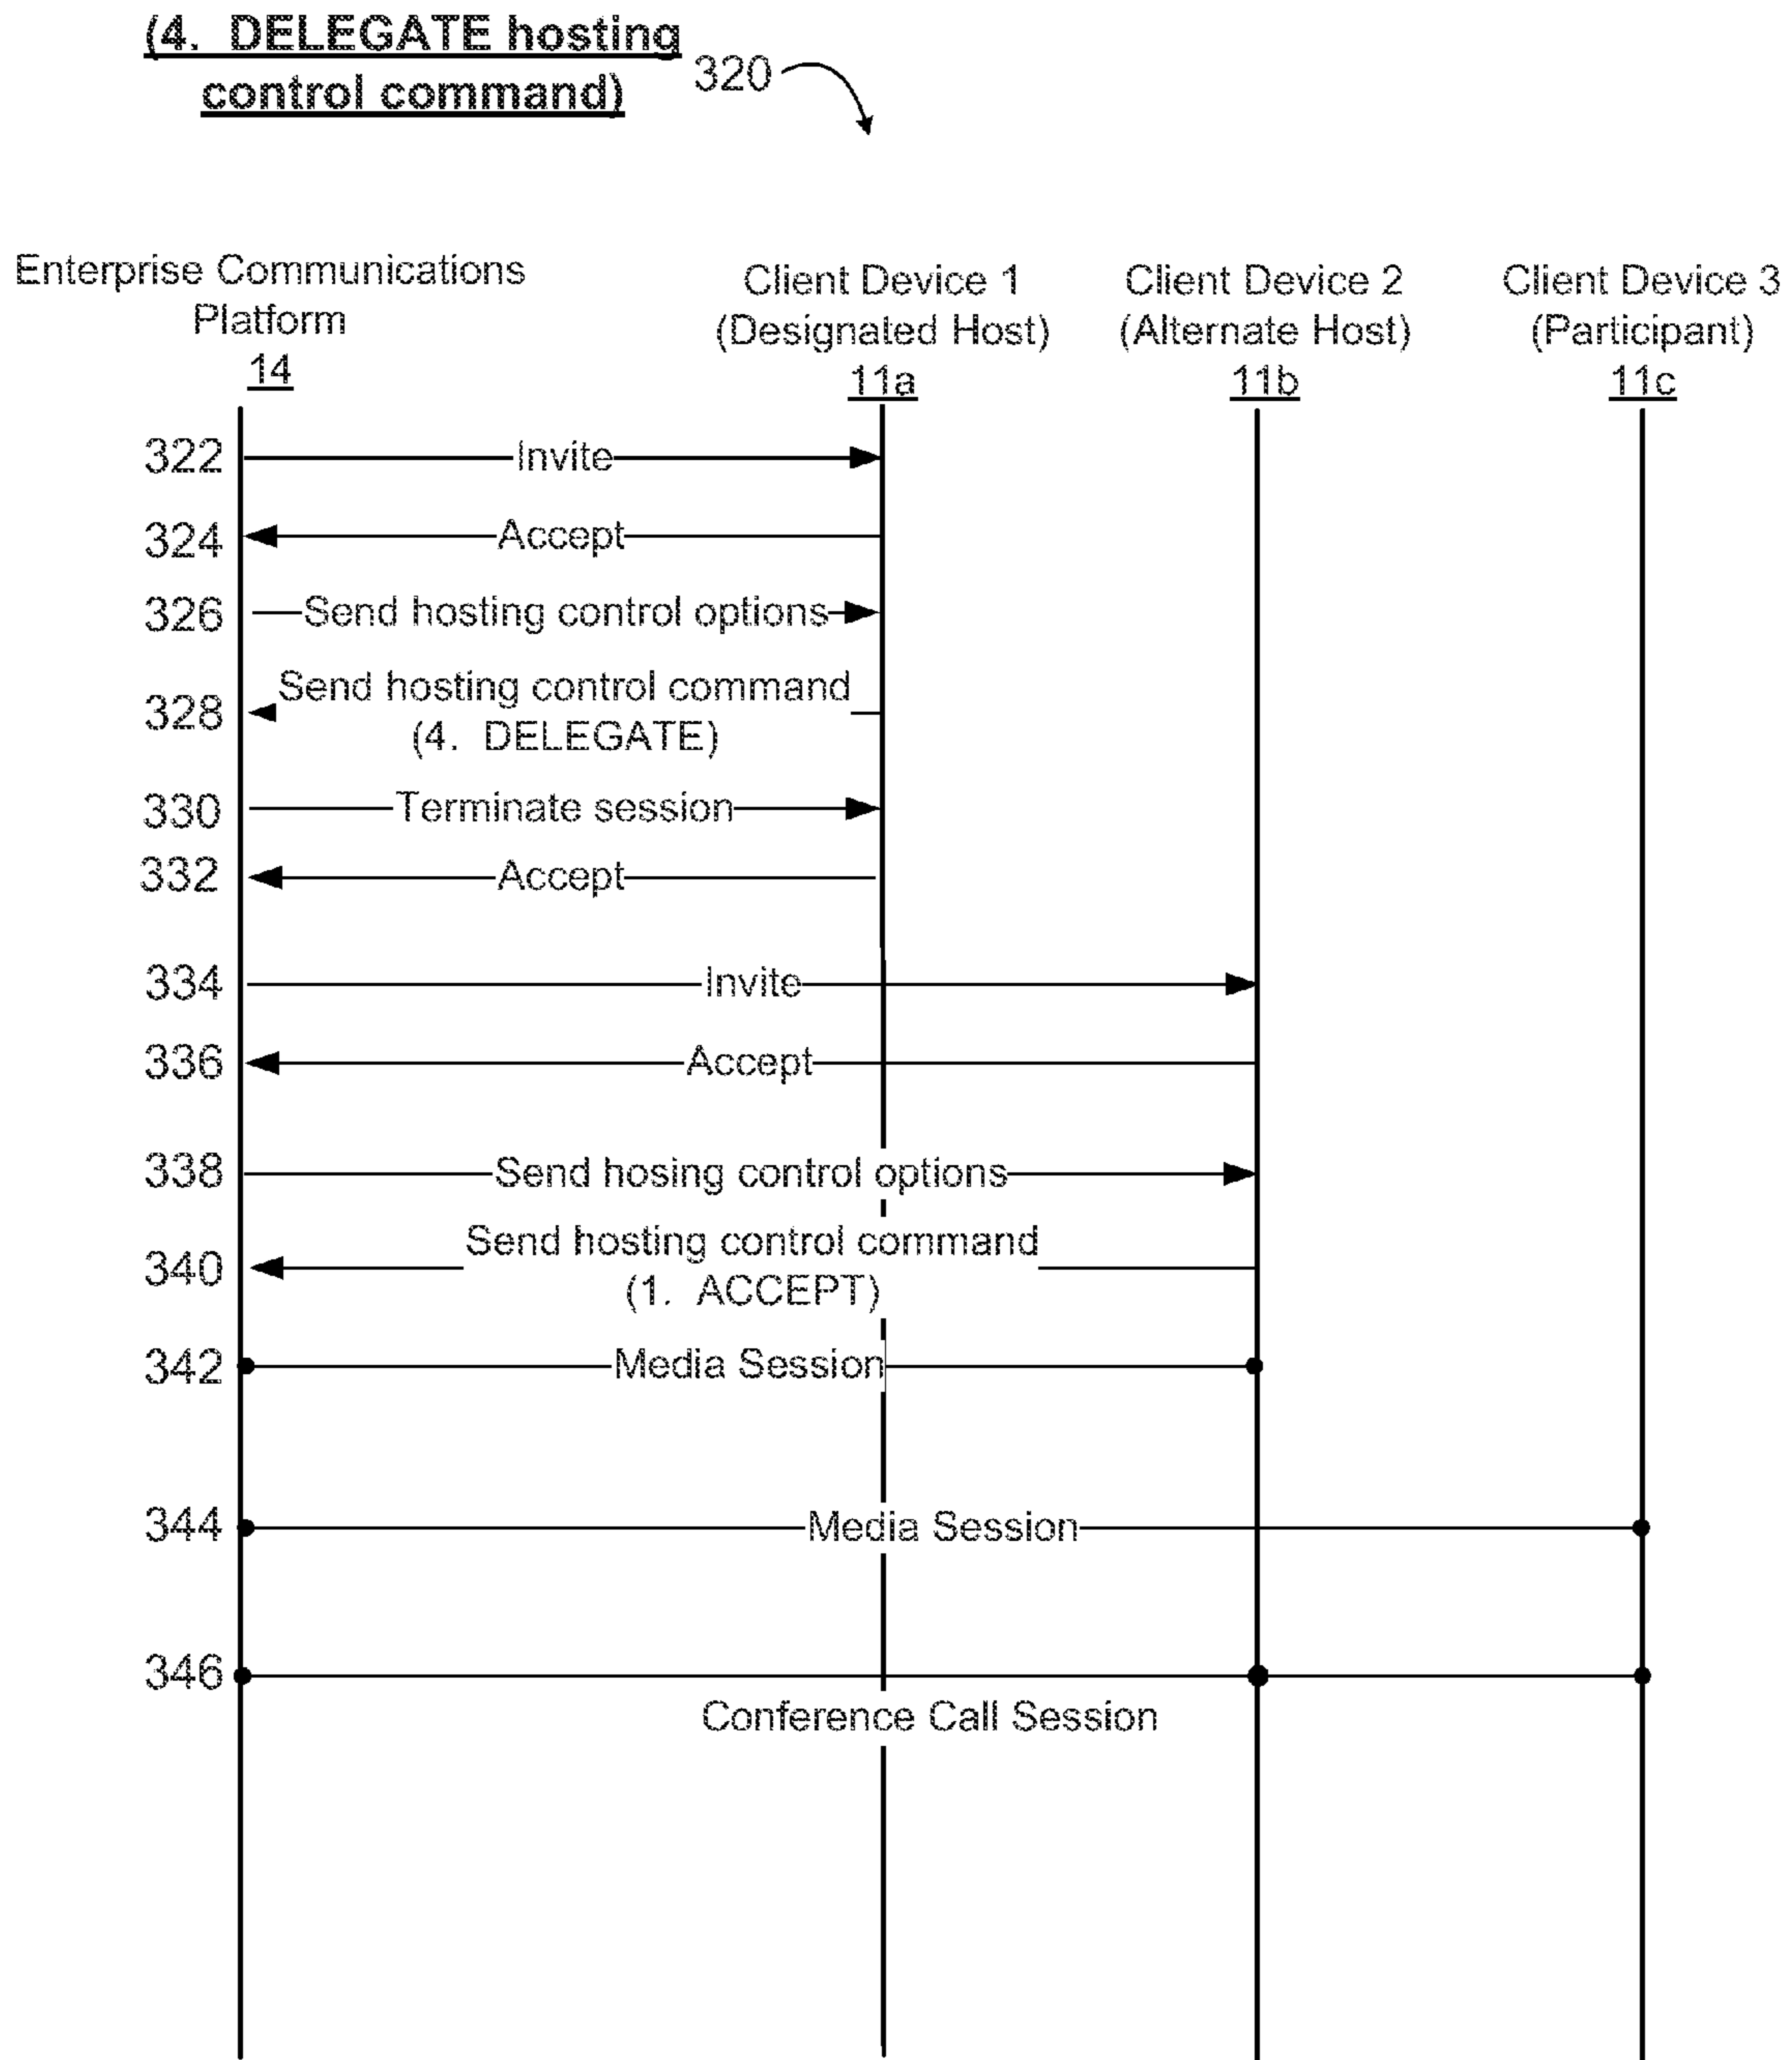 (4. DELEGATE hosting
control command)
320
Enterprise Communications
Platform
14
Client Device 1
(Designated Host)
11a
Client Device 2
(Alternate Host)
11b
Client Device 3
(Participant)
11c
322 Invite
324 Accept
326 Send hosting control options
328 Send hosting control command
(4. DELEGATE)
330 Terminate session
332 Accept
334 Invite
336 Accept
338 Send hosing control options
340 Send hosting control command
(1. ACCEPT)
342 Media Session
344 Media Session
346
Conference Call Session